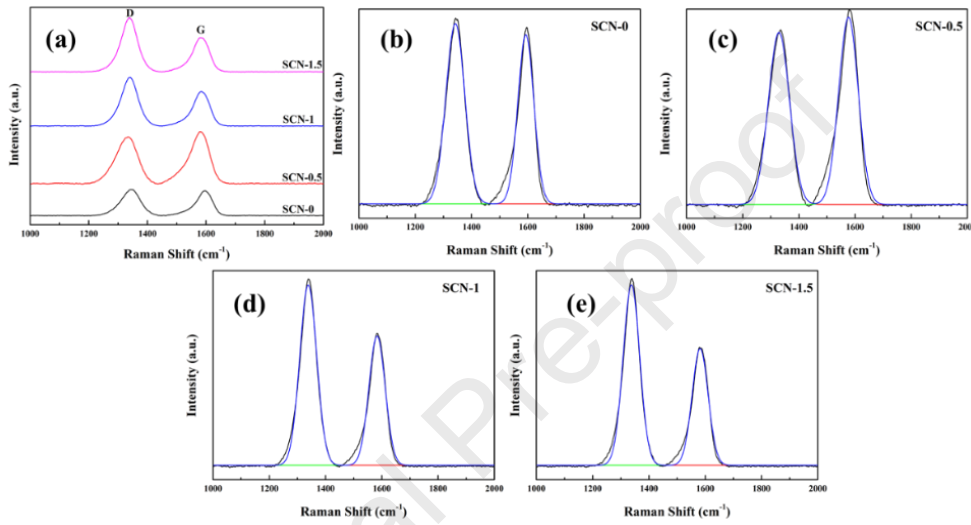 (a)
D
G
SCN-1.5
SCN-1
SCN-0.5
SCN-0
Intensity (a.u.)
1000 1200 1400 1600 1800 2000
Raman Shift (cm⁻¹)
(b)
SCN-0
Intensity (a.u.)
1000 1200 1400 1600 1800 2000
Raman Shift (cm⁻¹)
(c)
SCN-0.5
Intensity (a.u.)
1000 1200 1400 1600 1800 2000
Raman Shift (cm⁻¹)
(d)
SCN-1
Intensity (a.u.)
1000 1200 1400 1600 1800 2000
Raman Shift (cm⁻¹)
(e)
SCN-1.5
Intensity (a.u.)
1000 1200 1400 1600 1800 2000
Raman Shift (cm⁻¹)
al Pre-proof